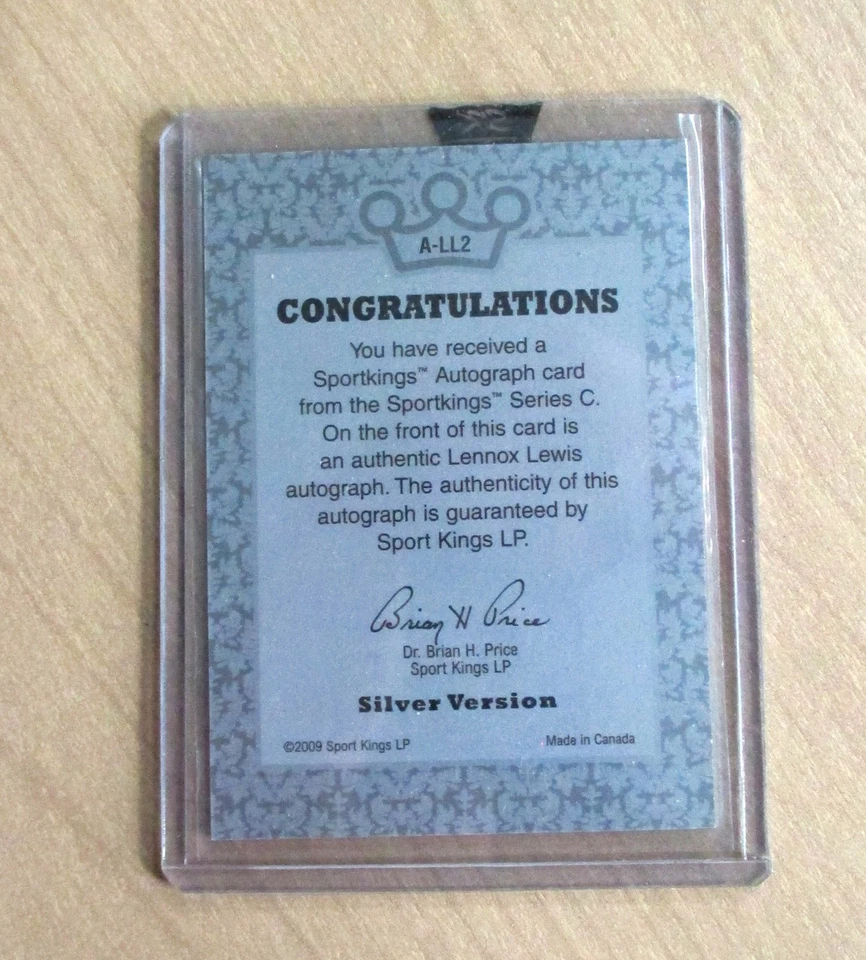 A-LL2
CONGRATULATIONS
You have received a
Sportkings™ Autograph card
from the Sportkings™ Series C.
On the front of this card is
an authentic Lennox Lewis
autograph. The authenticity of this
autograph is guaranteed by
Sport Kings LP.
Brian H Price
Dr. Brian H. Price
Sport Kings LP
Silver Version
©2009 Sport Kings LP Made in Canada